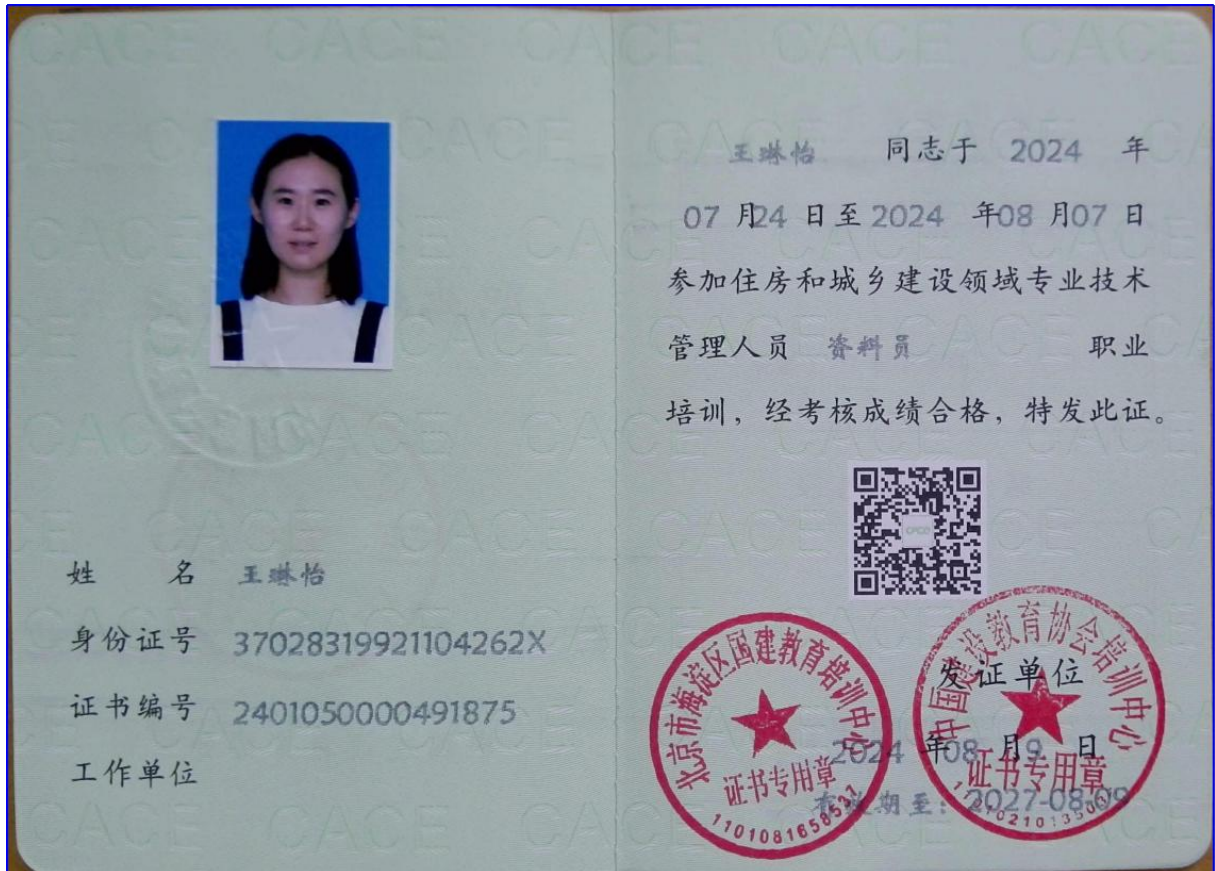 姓 名 王琳怡
身份证号 37028319921104262X
证书编号 2401050000491875
工作单位
王琳怡 同志于 2024 年
07 月24 日至 2024 年08 月07 日
参加住房和城乡建设领域专业技术
管理人员 资料员 职业
培训，经考核成绩合格，特发此证。
CACE
北京市海淀区国建教育培训中心
证书专用章
中国建设教育协会培训中心
证书专用章
发证单位
2024 年08 月9 日
有效期至：2027-08-09